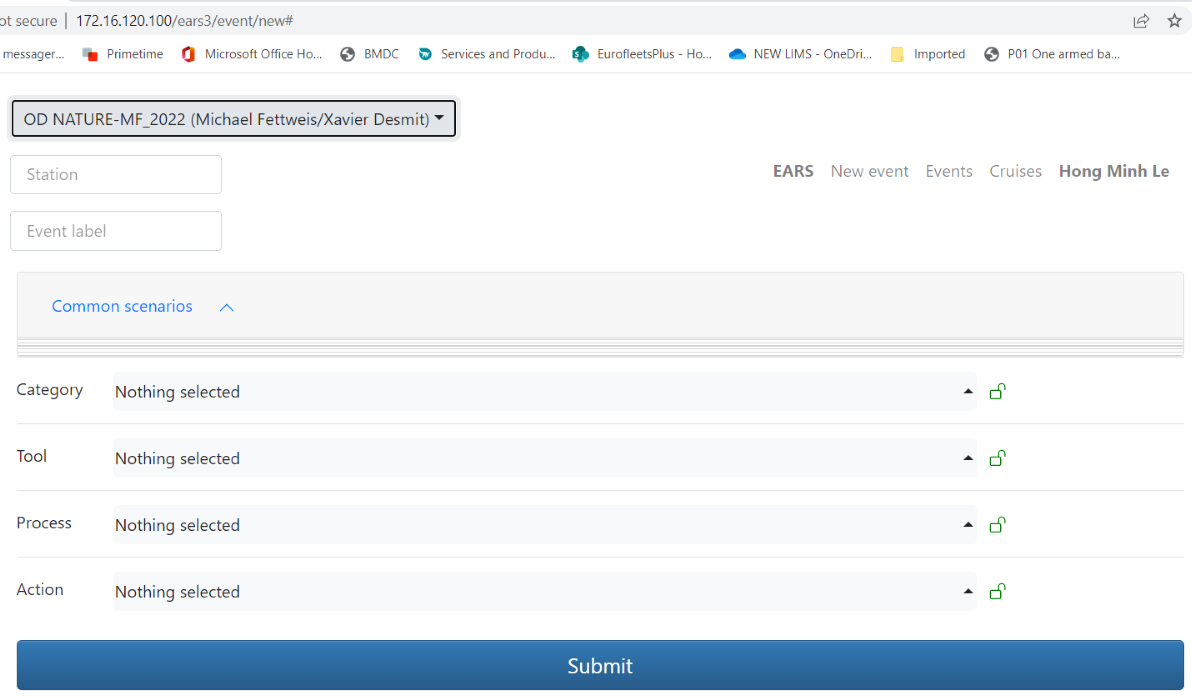 ot secure | 172.16.120.100/ears3/event/new#
messager... Primetime Microsoft Office Ho... BMDC Services and Produ... EurofleetsPlus - Ho... NEW LIMS - OneDri... Imported P01 One armed ba...
OD NATURE-MF_2022 (Michael Fettweis/Xavier Desmit)
Station
EARS New event Events Cruises Hong Minh Le
Event label
Common scenarios
Category Nothing selected
Tool Nothing selected
Process Nothing selected
Action Nothing selected
Submit